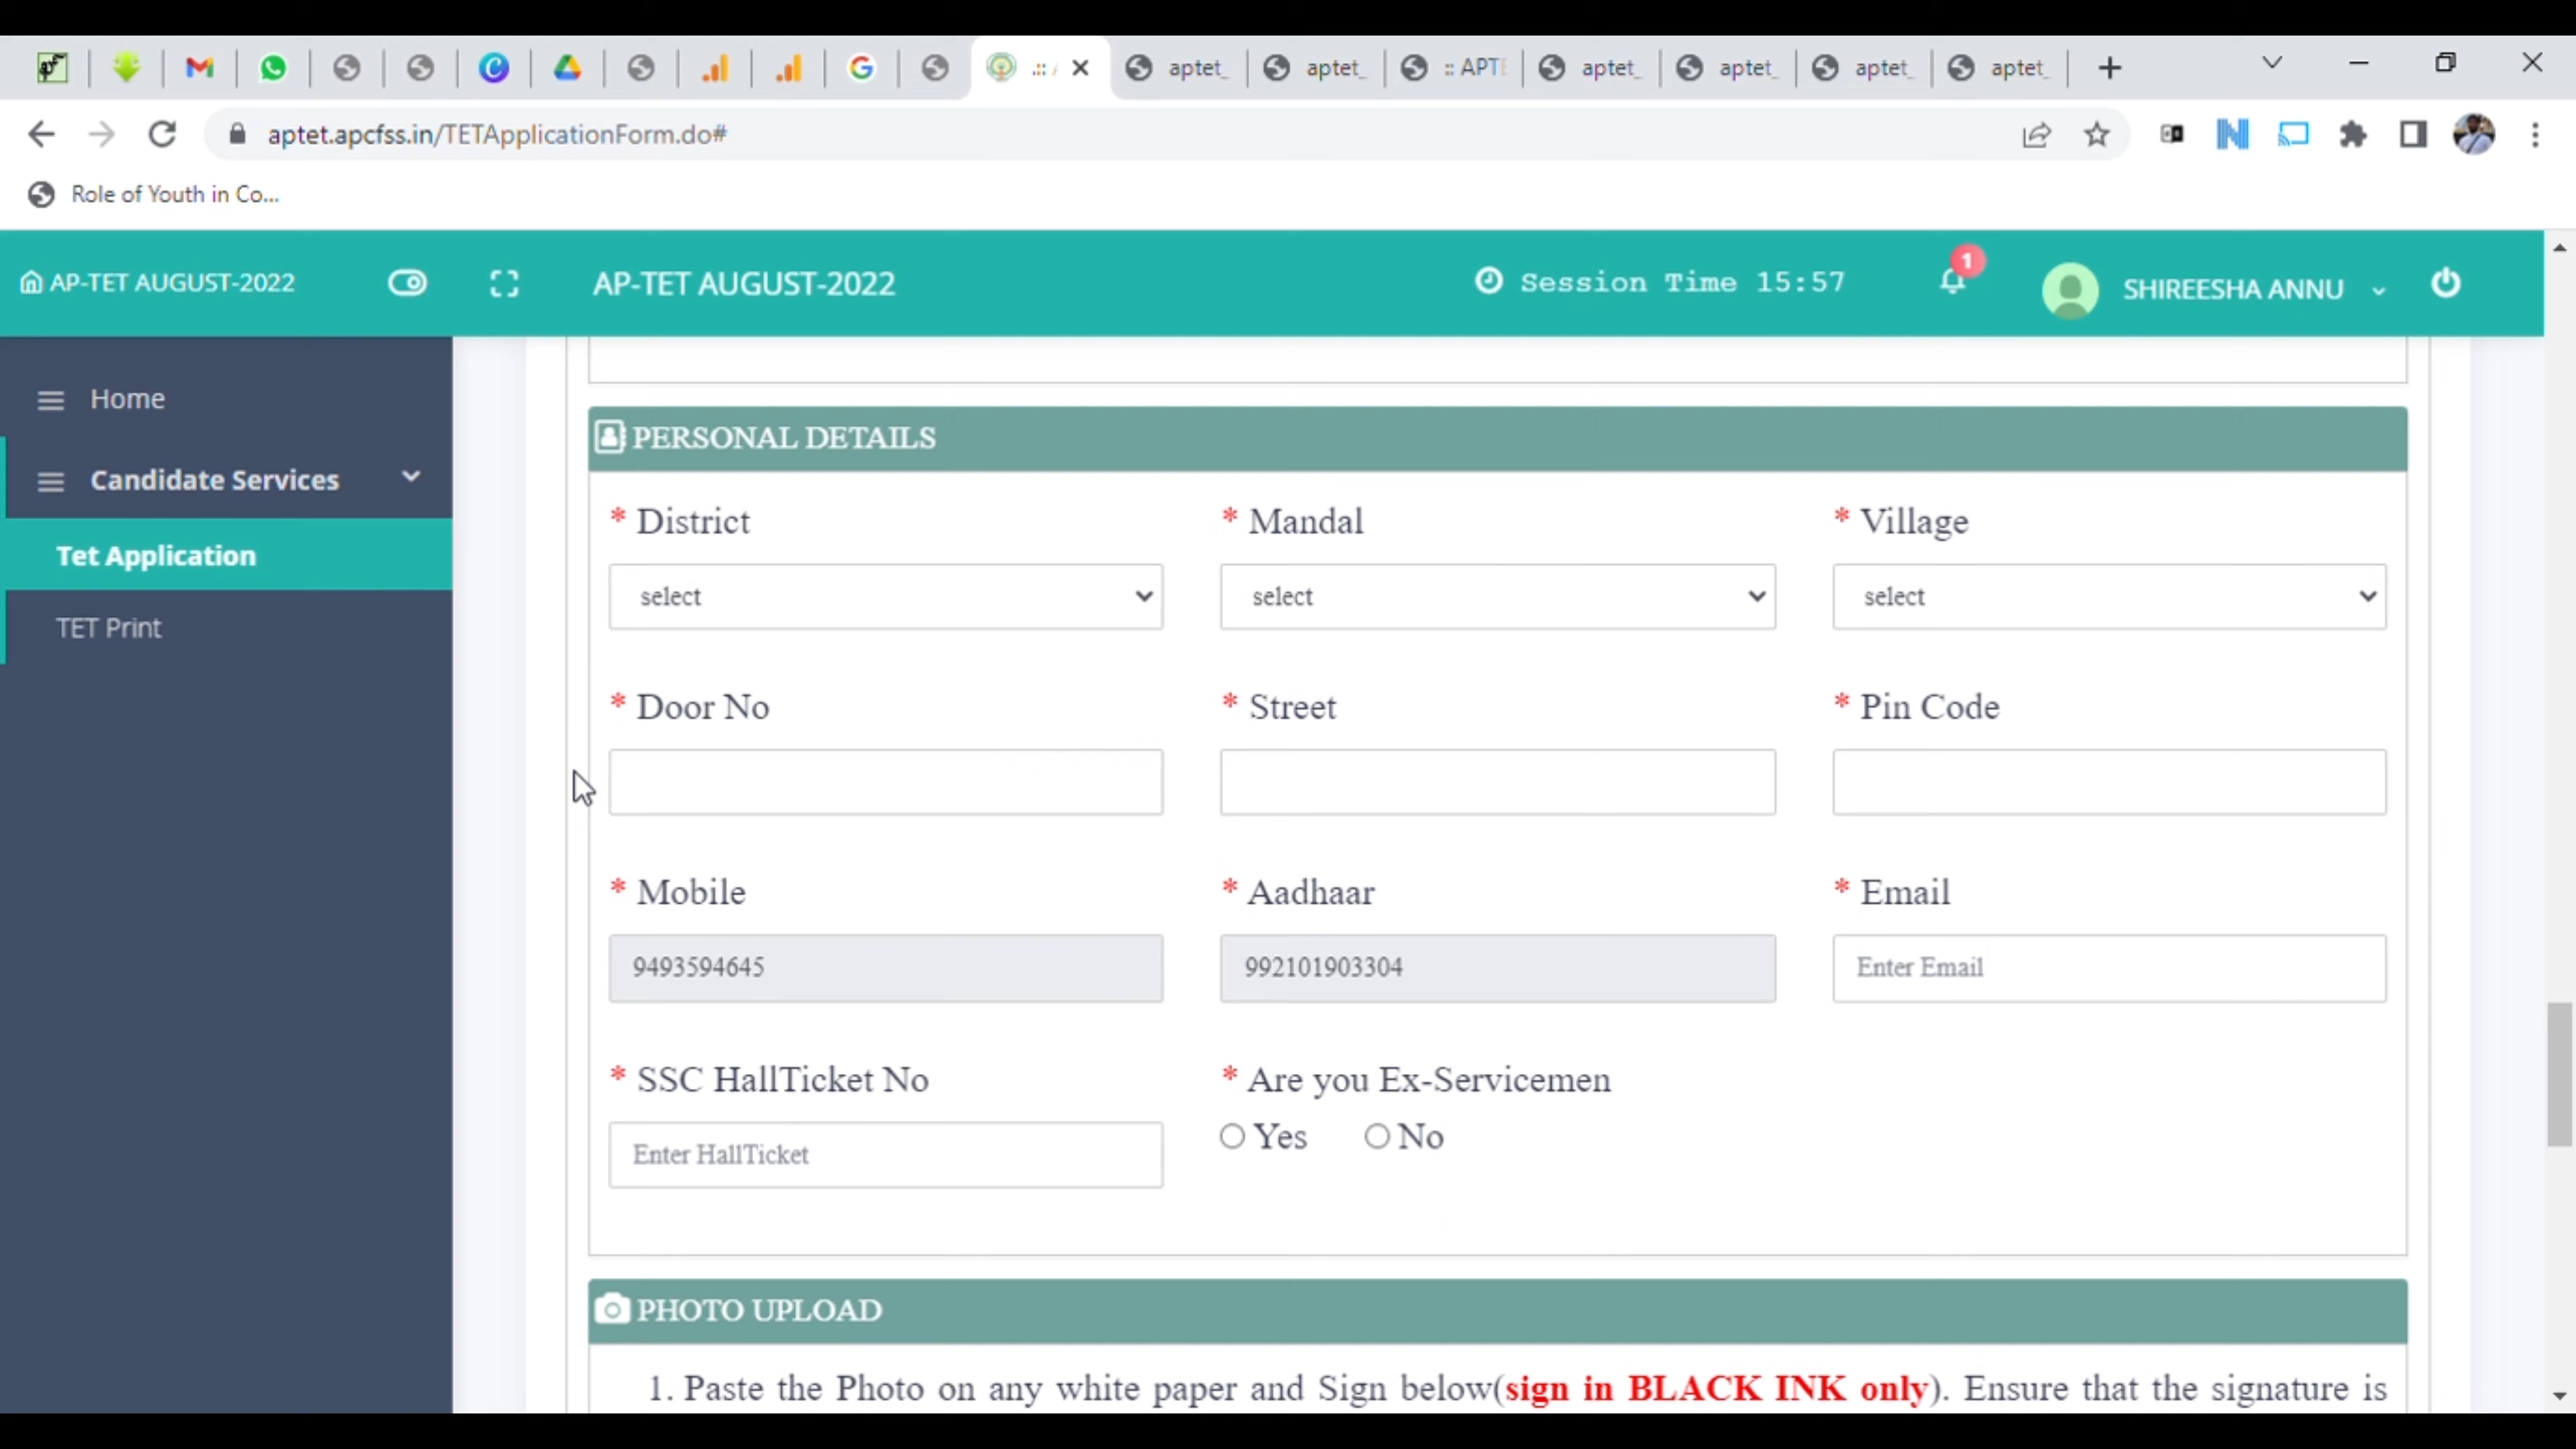 aptet_
aptet_
:: APTE
aptet_
aptet_
aptet_
aptet_
aptet.apcfss.in/TETApplicationForm.do#
Role of Youth in Co...
AP-TET AUGUST-2022
AP-TET AUGUST-2022
Session Time 15:57
1
SHIREESHA ANNU
Home
Candidate Services
Tet Application
TET Print
PERSONAL DETAILS
* District
* Mandal
* Village
select
select
select
* Door No
* Street
* Pin Code
* Mobile
* Aadhaar
* Email
9493594645
992101903304
Enter Email
* SSC HallTicket No
* Are you Ex-Servicemen
Enter HallTicket
Yes
No
PHOTO UPLOAD
1. Paste the Photo on any white paper and Sign below(sign in BLACK INK only). Ensure that the signature is